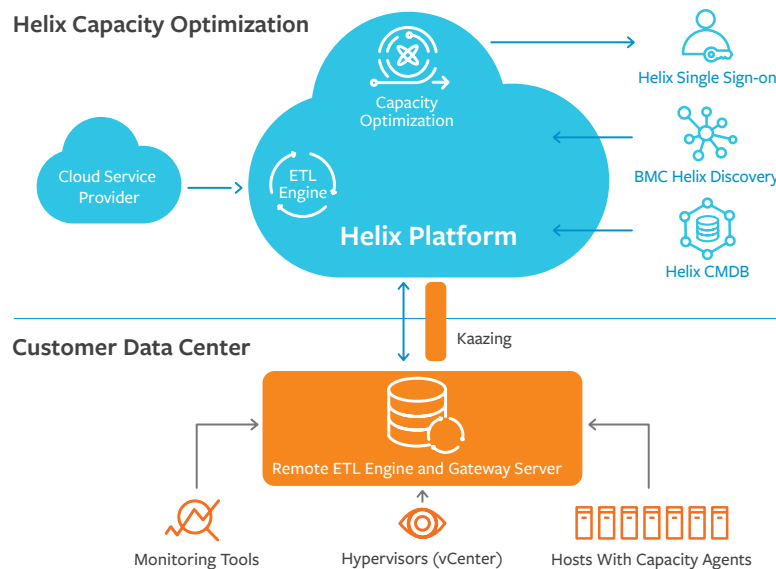 Helix Capacity Optimization
Capacity
Optimization
Helix Single Sign-on
Cloud Service
Provider
ETL
Engine
BMC Helix Discovery
Helix Platform
Helix CMDB
Kaazing
Customer Data Center
Remote ETL Engine and Gateway Server
Monitoring Tools
Hypervisors (vCenter)
Hosts With Capacity Agents